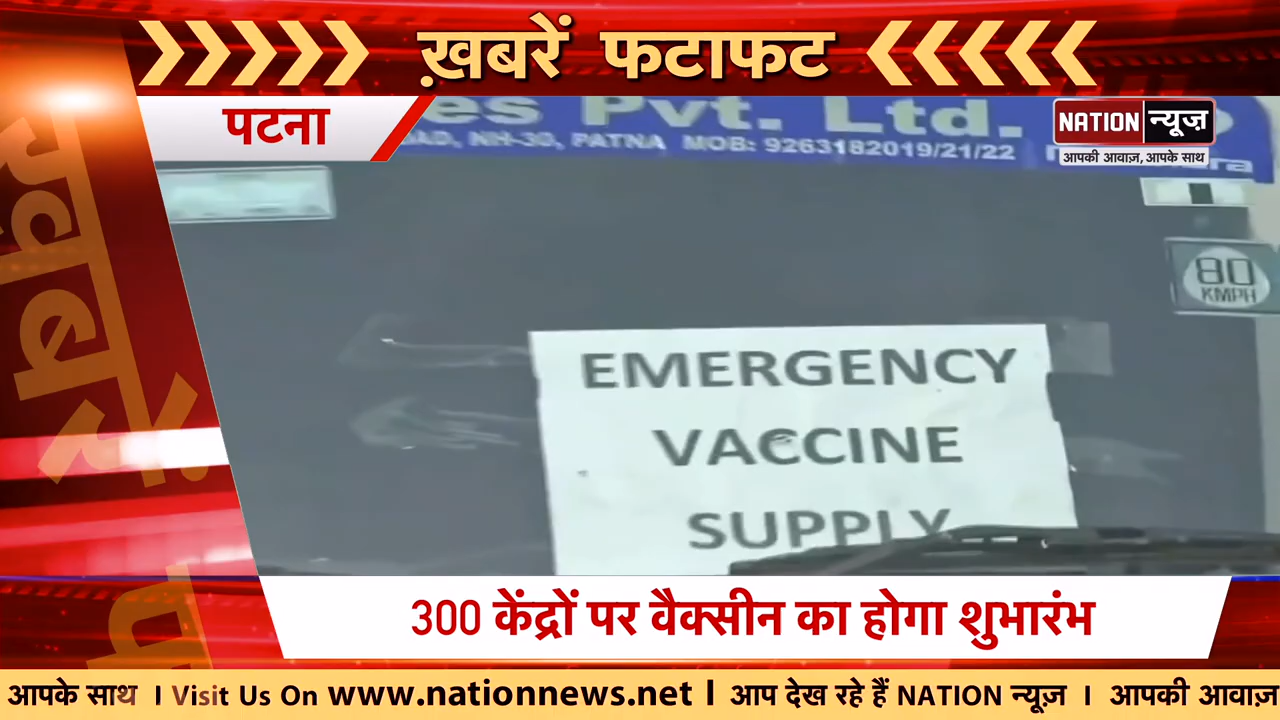 ख़बरें फटाफट
पटना
es Pvt. Ltd.
NH-30, PATNA MOB: 9263182019/21/22
NATION न्यूज़
आपकी आवाज़, आपके साथ
80
KMPH
EMERGENCY
VACCINE
SUPPLY
ख़बरें फ
300 केंद्रों पर वैक्सीन का होगा शुभारंभ
आपके साथ । Visit Us On www.nationnews.net । आप देख रहे हैं NATION न्यूज़ । आपकी आवाज़